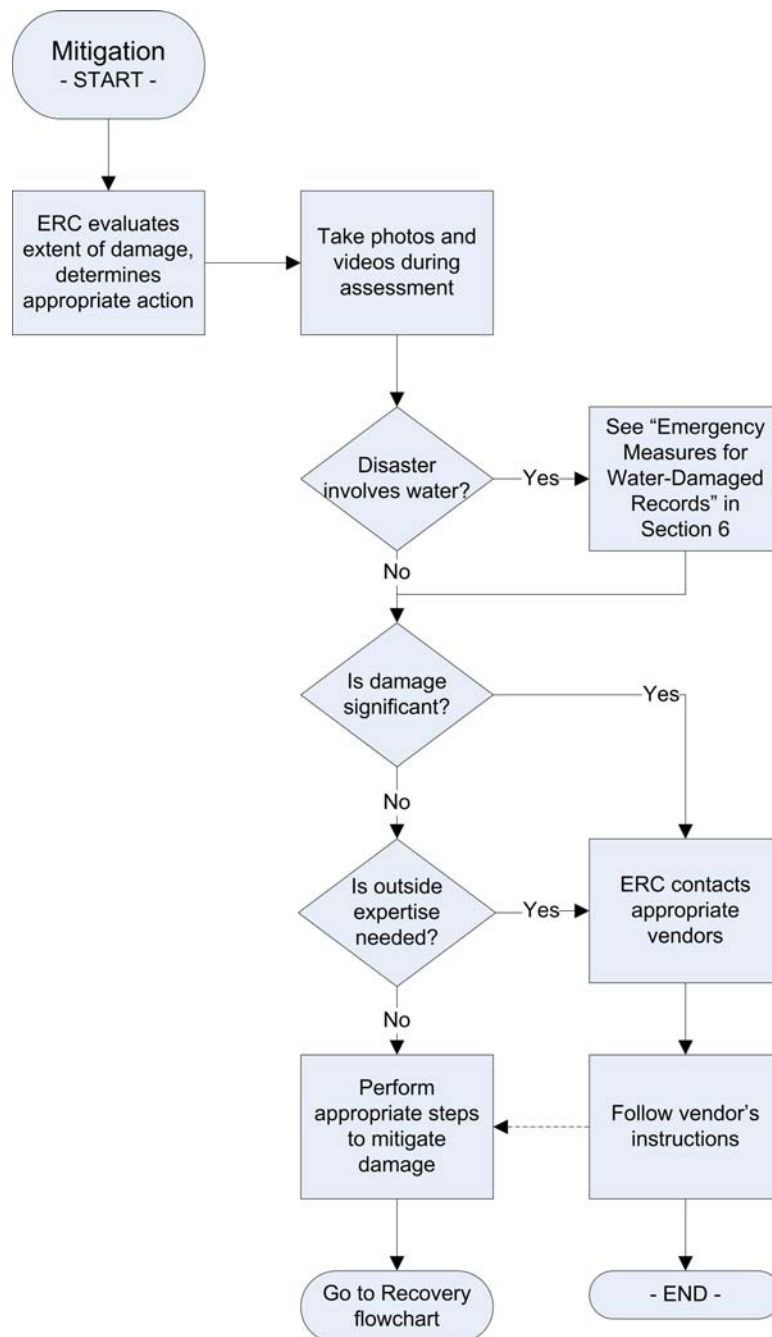 Mitigation
- START -
ERC evaluates
extent of damage,
determines
appropriate action
Take photos and
videos during
assessment
Disaster
involves water?
Yes
See “Emergency
Measures for
Water-Damaged
Records” in
Section 6
No
Is damage
significant?
Yes
No
Is outside
expertise
needed?
Yes
ERC contacts
appropriate
vendors
No
Perform
appropriate steps
to mitigate
damage
Follow vendor’s
instructions
Go to Recovery
flowchart
- END -